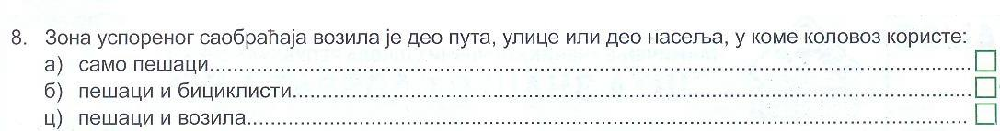 8. Зона успореног саобраћаја возила је део пута, улице или део насеља, у коме коловоз користе:
а) само пешаци
б) пешаци и бициклисти
ц) пешаци и возила